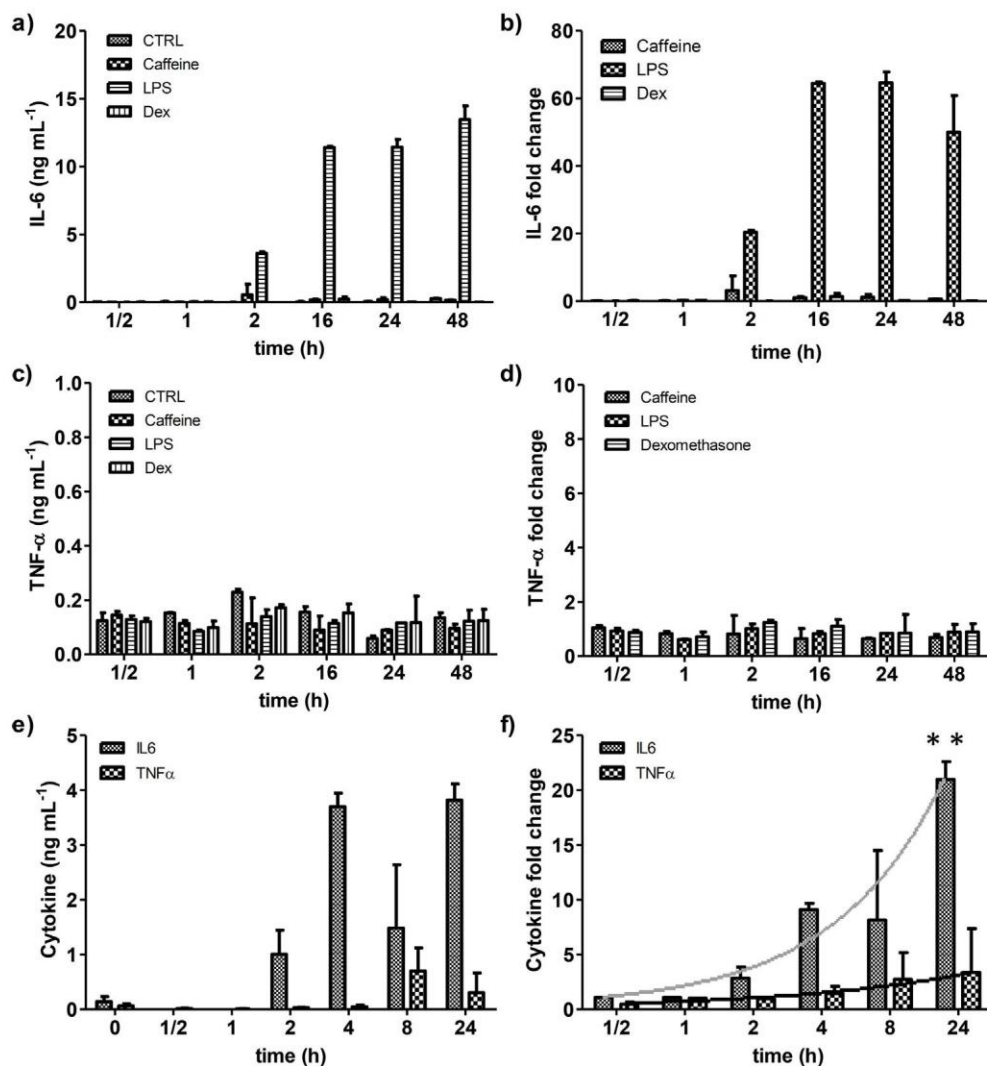 a)
CTRL
Caffeine
LPS
Dex
IL-6 (ng mL⁻¹)
20
15
10
5
0
1/2 1 2 16 24 48
time (h)
b)
Caffeine
LPS
Dex
IL-6 fold change
80
60
40
20
0
1/2 1 2 16 24 48
time (h)
c)
CTRL
Caffeine
LPS
Dex
TNF-α (ng mL⁻¹)
1.0
0.8
0.6
0.4
0.2
0.0
1/2 1 2 16 24 48
time (h)
d)
Caffeine
LPS
Dexomethasone
TNF-α fold change
10
8
6
4
2
0
1/2 1 2 16 24 48
time (h)
e)
IL6
TNFα
Cytokine (ng mL⁻¹)
5
4
3
2
1
0
0 1/2 1 2 4 8 24
time (h)
f)
IL6
TNFα
* *
Cytokine fold change
25
20
15
10
5
0
1/2 1 2 4 8 24
time (h)